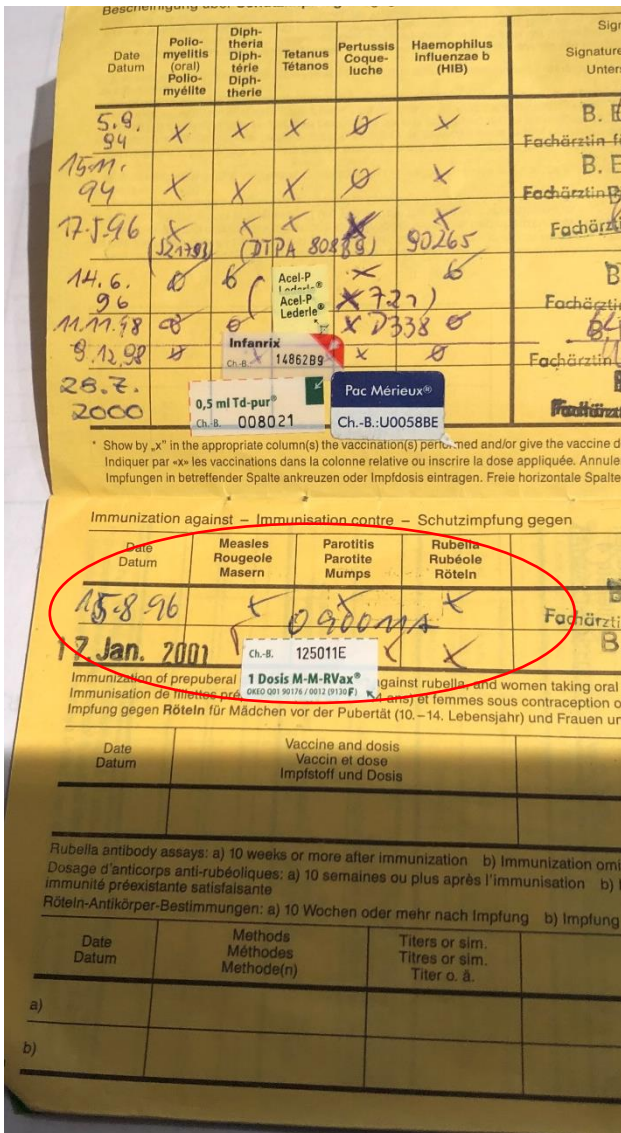 Date Polio- Diph- Tetanus Pertussis Haemophilus
Datum myelitis theria Tétanos Coque- Influenzae b Signature
(oral) Diph- luche (HIB)
Polio- térie
myélite Diph-
therie
5.9.
94 x x x ø x B.
Fachärztin
15.11.
94 x x x ø x B.
Fachärztin
17.5.96 x x x x x
(DTPA 90265
14.6.
96 Acel-P x
Acel-P
Lederle®
11.11.98 x D338
Infanrix
9.12.98 Ch.-B. 14862B9 x ø
Fachärztin
28.7.
2000 0,5 ml Td-pur® Pac Mérieux®
Ch.-B. 008021 Ch.-B.:U0058BE
* Show by „x" in the appropriate column(s) the vaccination(s) performed and/or give the vaccine d
Indiquer par «x» les vaccinations dans la colonne relative ou inscrire la dose appliquée. Annule
Impfungen in betreffender Spalte ankreuzen oder Impfdosis eintragen. Freie horizontale Spalte
Immunization against – Immunisation contre – Schutzimpfung gegen
Date Measles Parotitis Rubella
Datum Rougeole Parotite Rubéole
Masern Mumps Röteln
15.8.96 x x x
Fachärzti
17. Jan. 2001 x x B
Ch.-B. 125011E
1 Dosis M-M-RVax®
OKEO Q01 90176 / 0012 (9130 F)
Immunization of prepuberal against rubella, and women taking oral
Immunisation de fillettes ans) et femmes sous contraception o
Impfung gegen Röteln für Mädchen vor der Pubertät (10.–14. Lebensjahr) und Frauen
Date Vaccine and dosis
Datum Vaccin et dose
Impfstoff und Dosis
Rubella antibody assays: a) 10 weeks or more after immunization b) Immunization omi
Dosage d'anticorps anti-rubéoliques: a) 10 semaines ou plus après l'immunisation b)
immunité préexistante satisfaisante
Röteln-Antikörper-Bestimmungen: a) 10 Wochen oder mehr nach Impfung b) Impfung
Date Methods Titers or sim.
Datum Méthodes Titres or sim.
Methode(n) Titer o. ä.
a)
b)